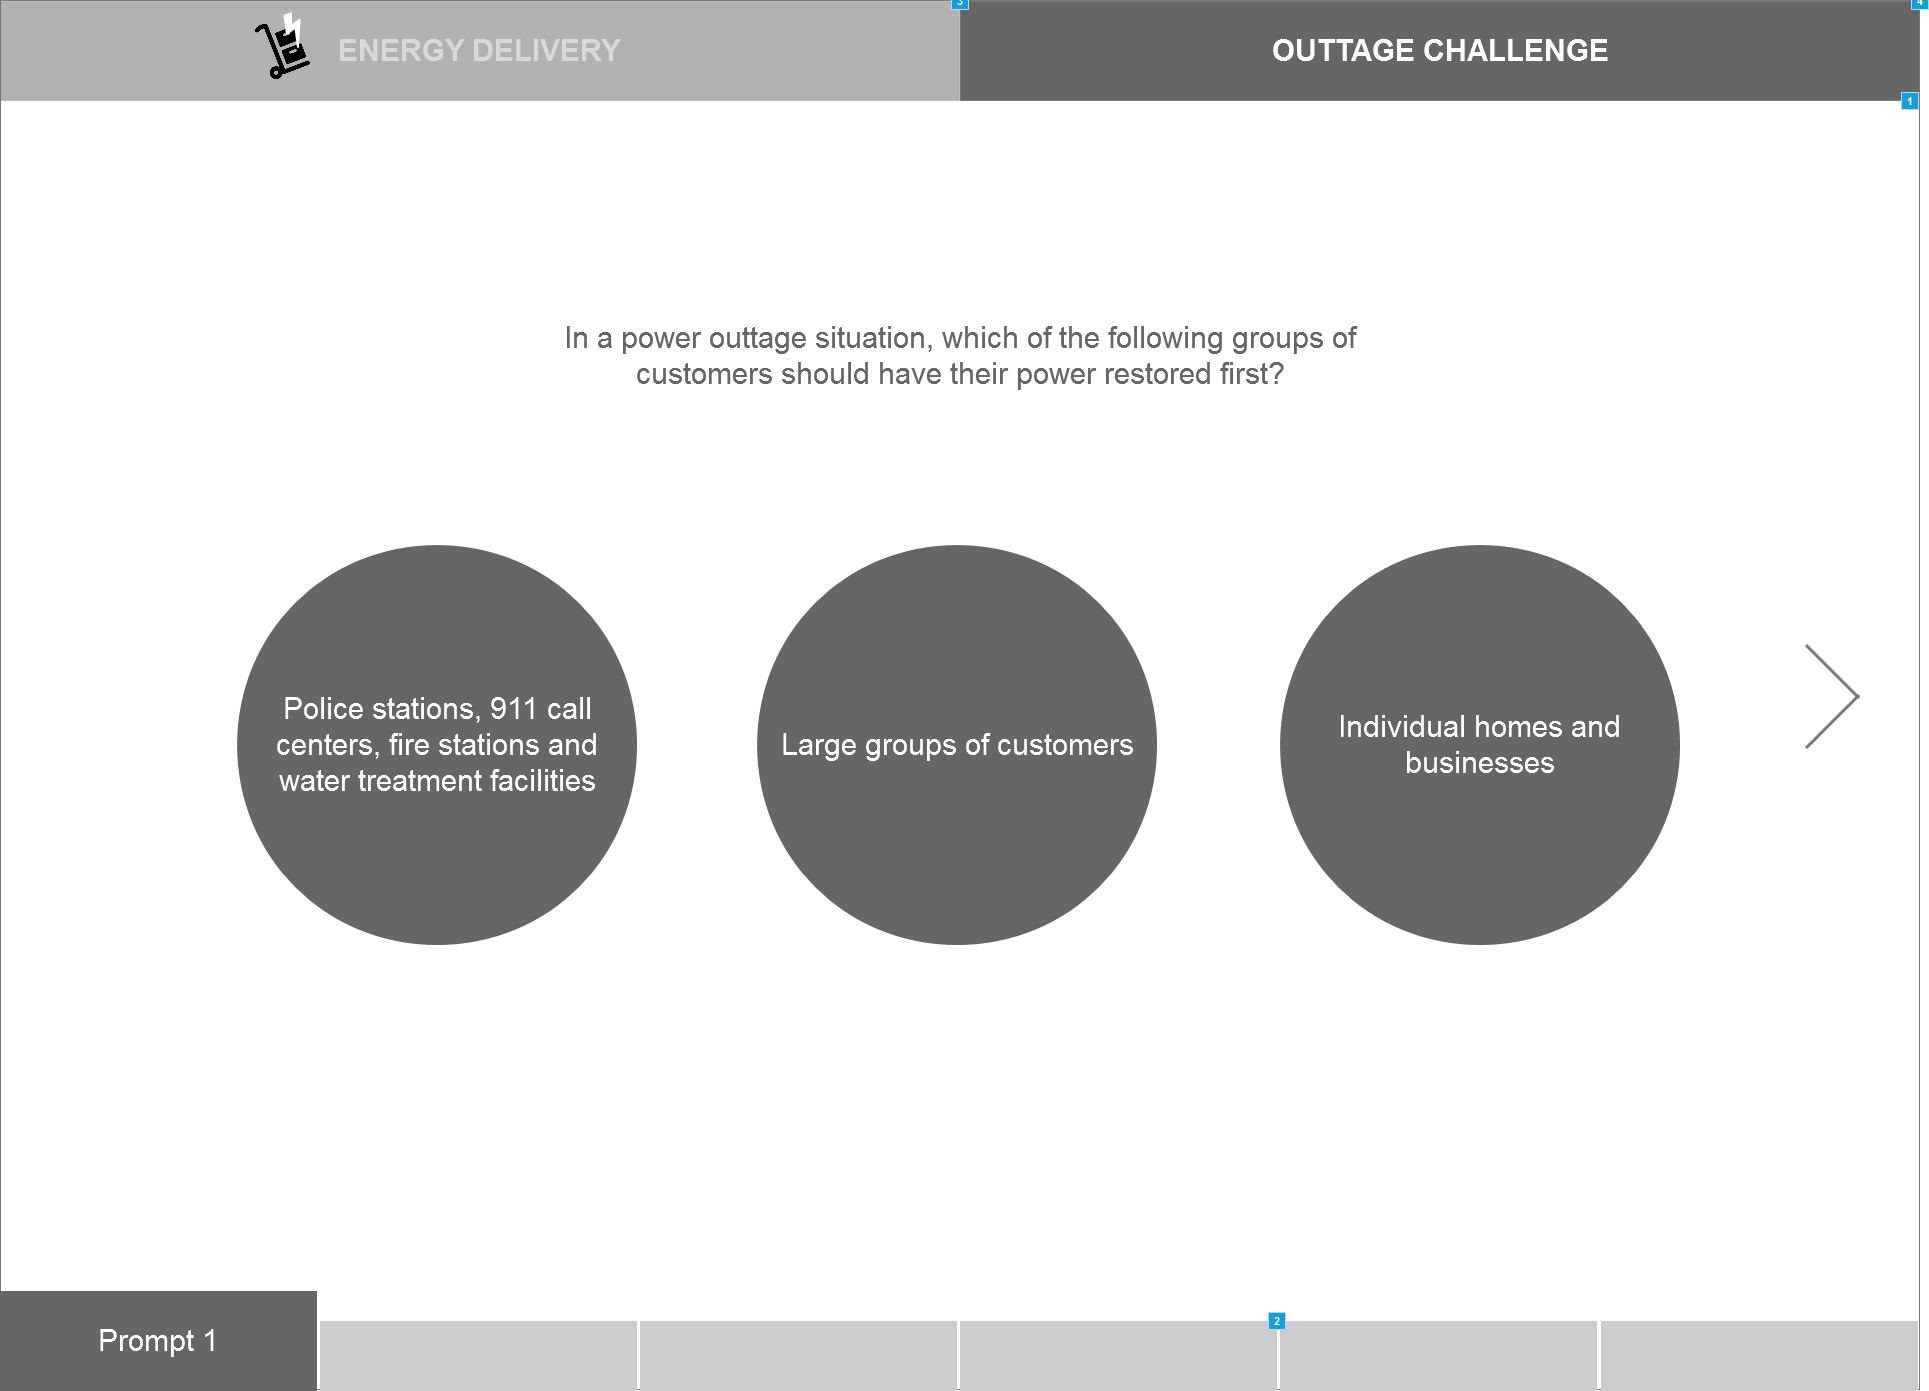 3
4
ENERGY DELIVERY
OUTTAGE CHALLENGE
1
In a power outtage situation, which of the following groups of
customers should have their power restored first?
Police stations, 911 call
centers, fire stations and
water treatment facilities
Large groups of customers
Individual homes and
businesses
2
Prompt 1